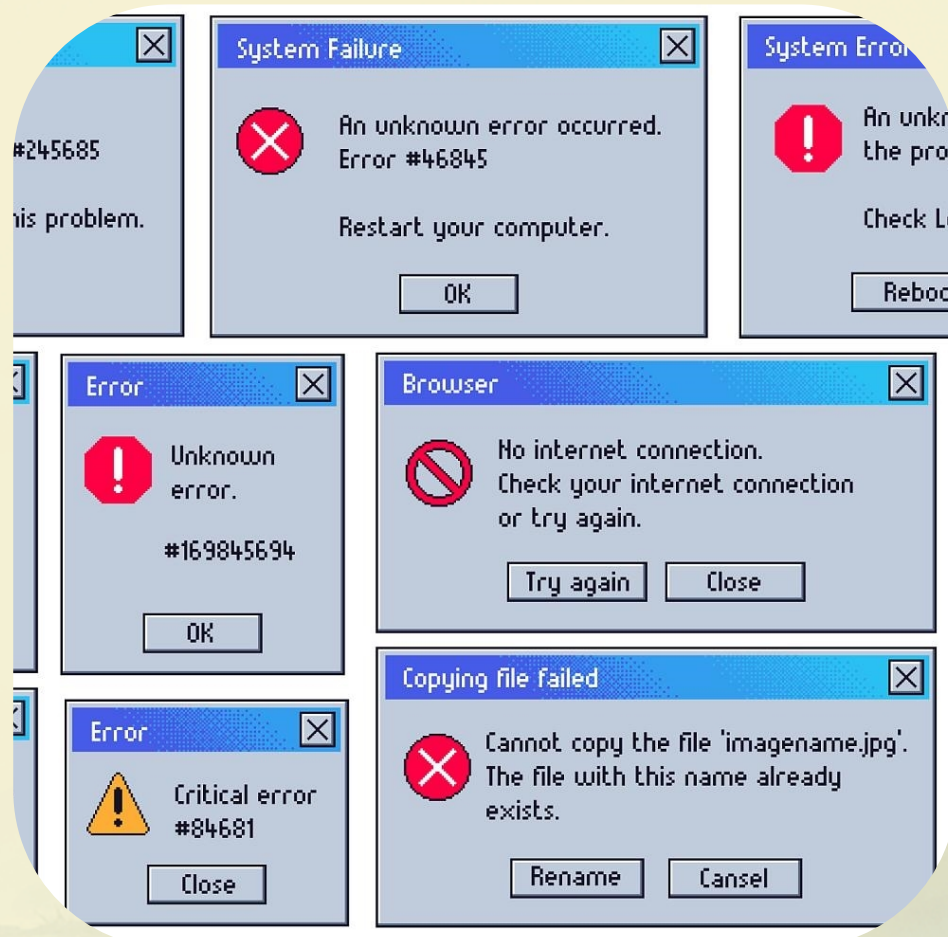 #245685
his problem.
System Failure
An unknown error occurred.
Error #46845
Restart your computer.
OK
System Error
An unkn
the pro
Check L
Reboo
Error
Unknown
error.
#169845694
OK
Browser
No internet connection.
Check your internet connection
or try again.
Try again
Close
Error
Critical error
#84681
Close
Copying file failed
Cannot copy the file 'imagename.jpg'.
The file with this name already
exists.
Rename
Cansel